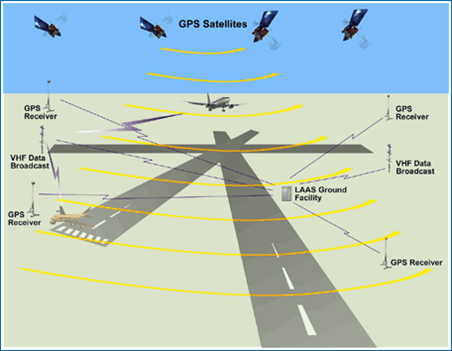 GPS Satellites
GPS
Receiver
GPS
Receiver
VHF Data
Broadcast
VHF Data
Broadcast
LAAS Ground
Facility
GPS
Receiver
GPS Receiver